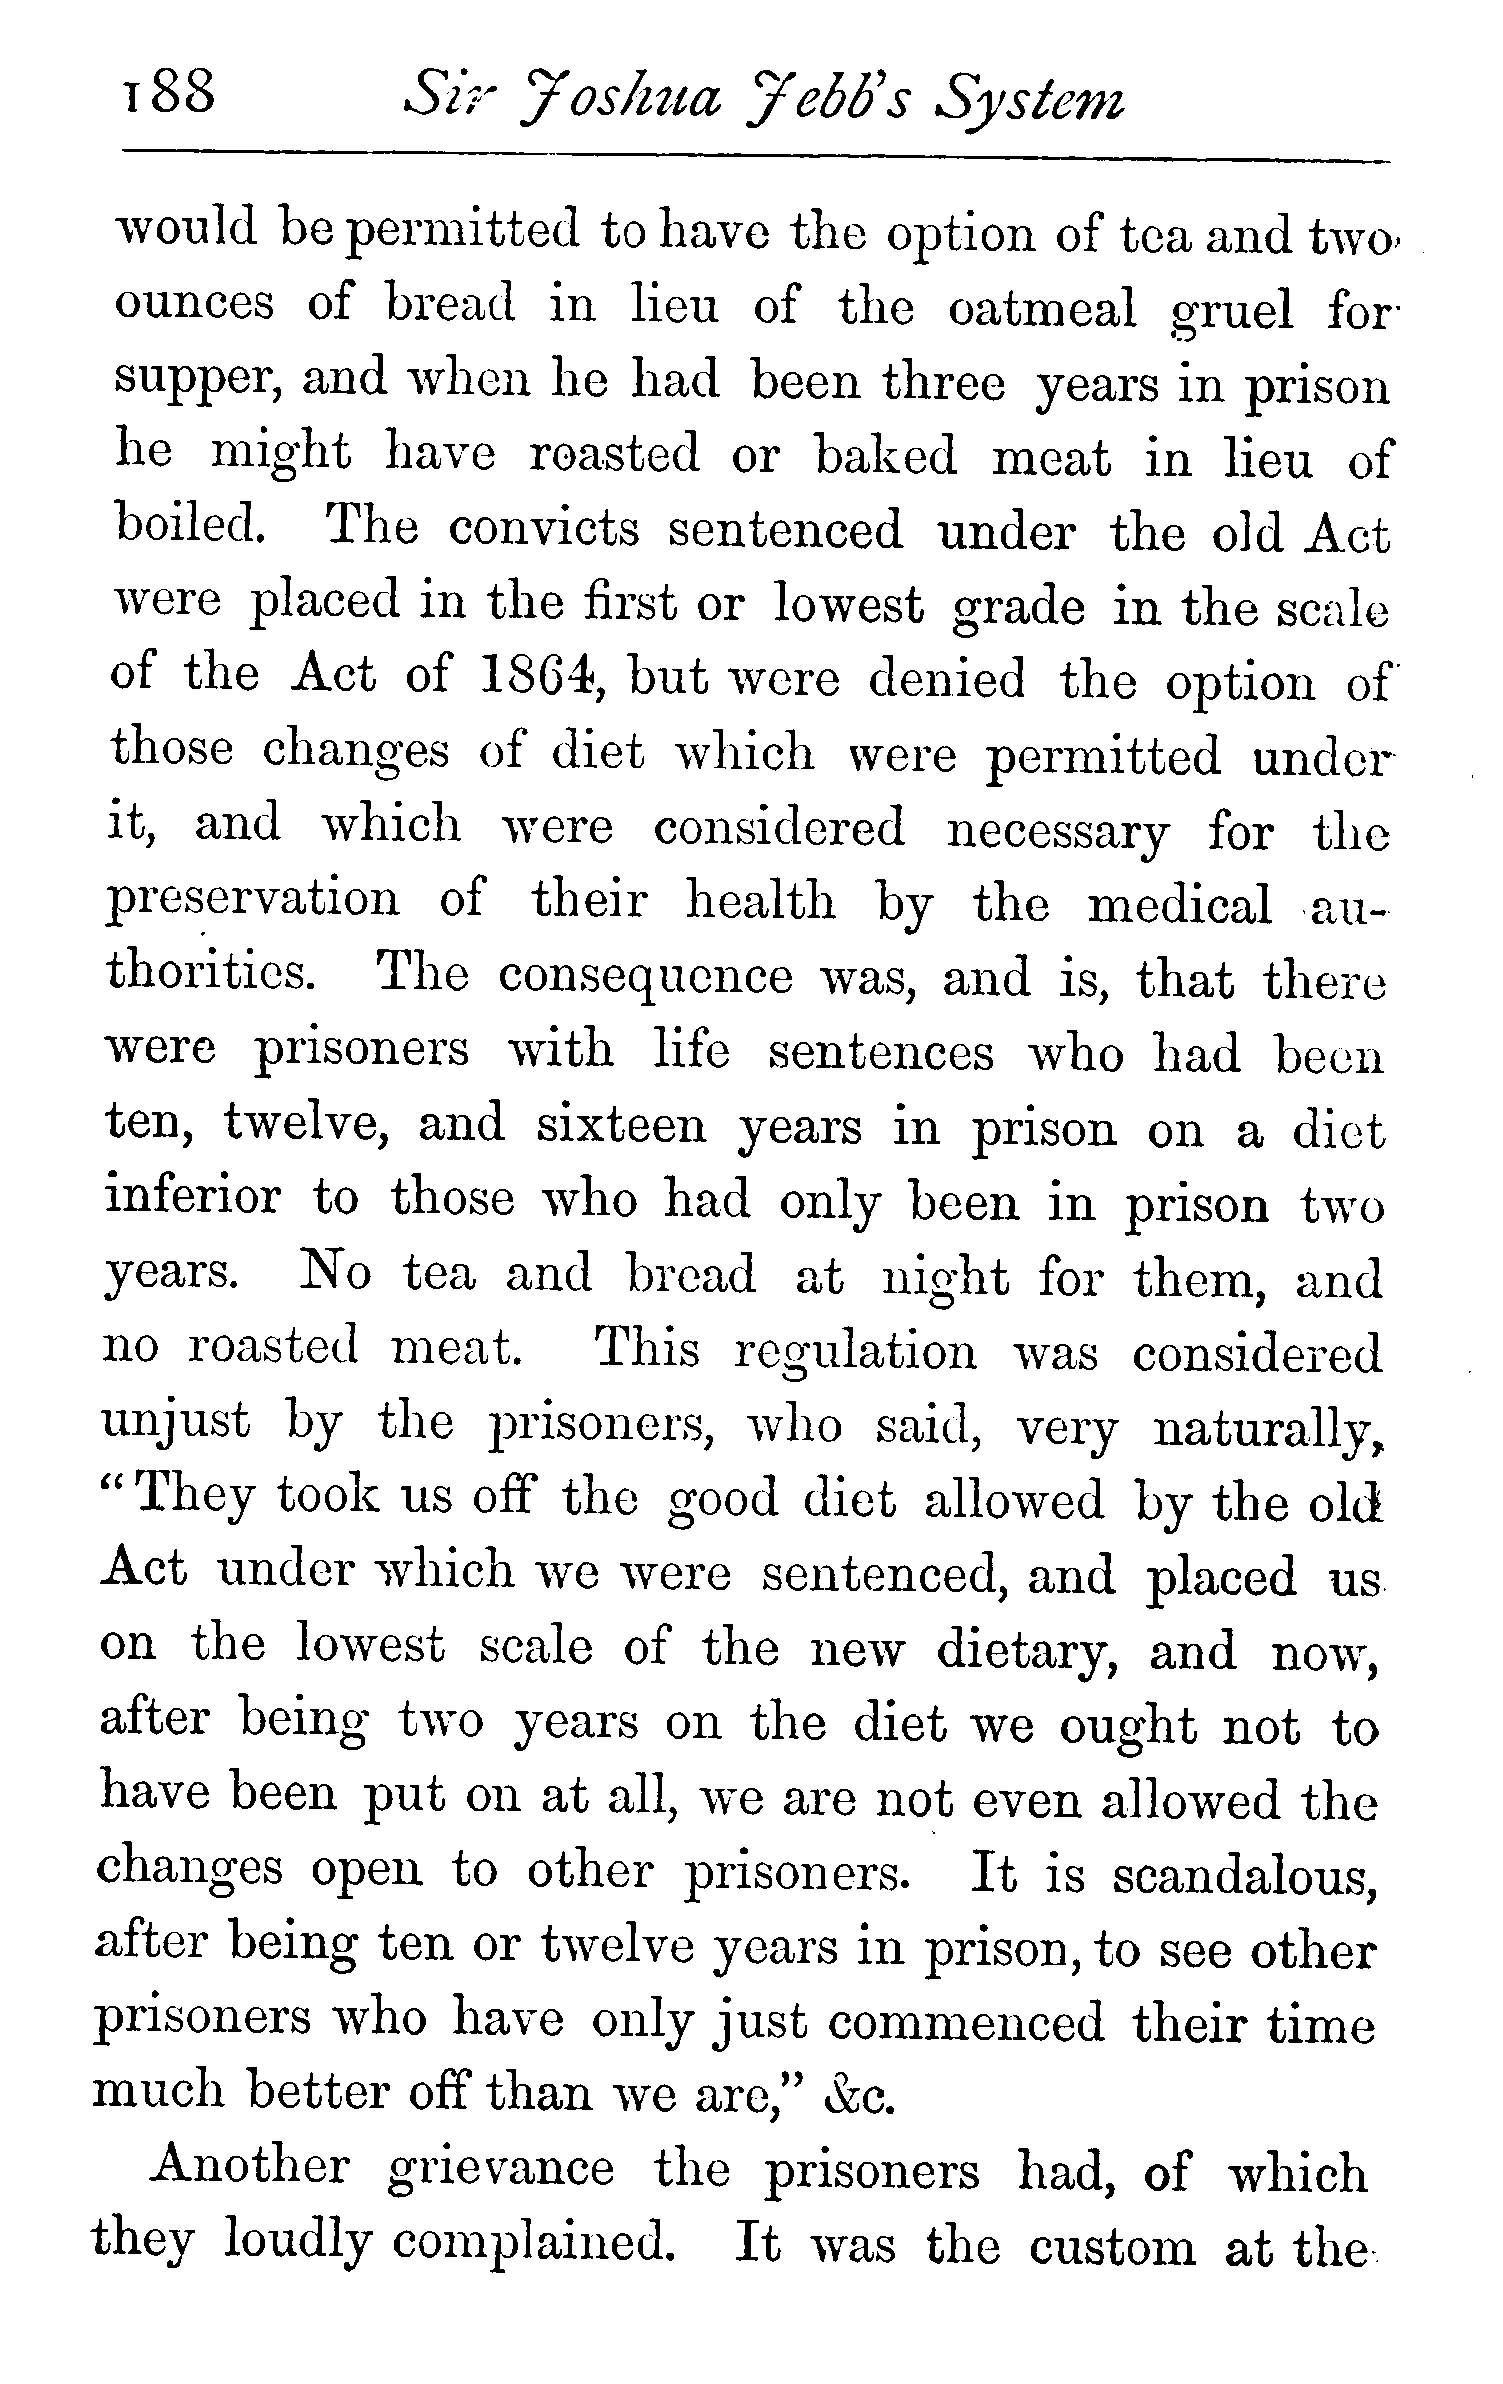 188 Sir Joshua Jebb's System
would be permitted to have the option of tea and two
ounces of bread in lieu of the oatmeal gruel for
supper, and when he had been three years in prison
he might have roasted or baked meat in lieu of
boiled. The convicts sentenced under the old Act
were placed in the first or lowest grade in the scale
of the Act of 1864, but were denied the option of
those changes of diet which were permitted under
it, and which were considered necessary for the
preservation of their health by the medical au-
thorities. The consequence was, and is, that there
were prisoners with life sentences who had been
ten, twelve, and sixteen years in prison on a diet
inferior to those who had only been in prison two
years. No tea and bread at night for them, and
no roasted meat. This regulation was considered
unjust by the prisoners, who said, very naturally,
“They took us off the good diet allowed by the old
Act under which we were sentenced, and placed us
on the lowest scale of the new dietary, and now,
after being two years on the diet we ought not to
have been put on at all, we are not even allowed the
changes open to other prisoners. It is scandalous,
after being ten or twelve years in prison, to see other
prisoners who have only just commenced their time
much better off than we are,” &c.
Another grievance the prisoners had, of which
they loudly complained. It was the custom at the